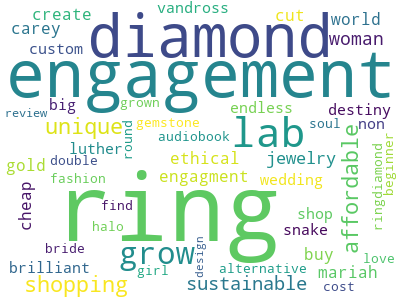 vandross
create
cut
world
carey
diamond
woman
custom
engagement
big
grown
endless
destiny
review
unique
round
gemstone
lab
soul
non
audiobook
luther
ethical
jewelry
affordable
ringdiamond
beginner
gold
double
engagment
wedding
cheap
fashion
ring
find
shop
snake
halo
grow
buy
love
bride
design
mariah
brilliant
girl
alternative
shopping
sustainable
cost